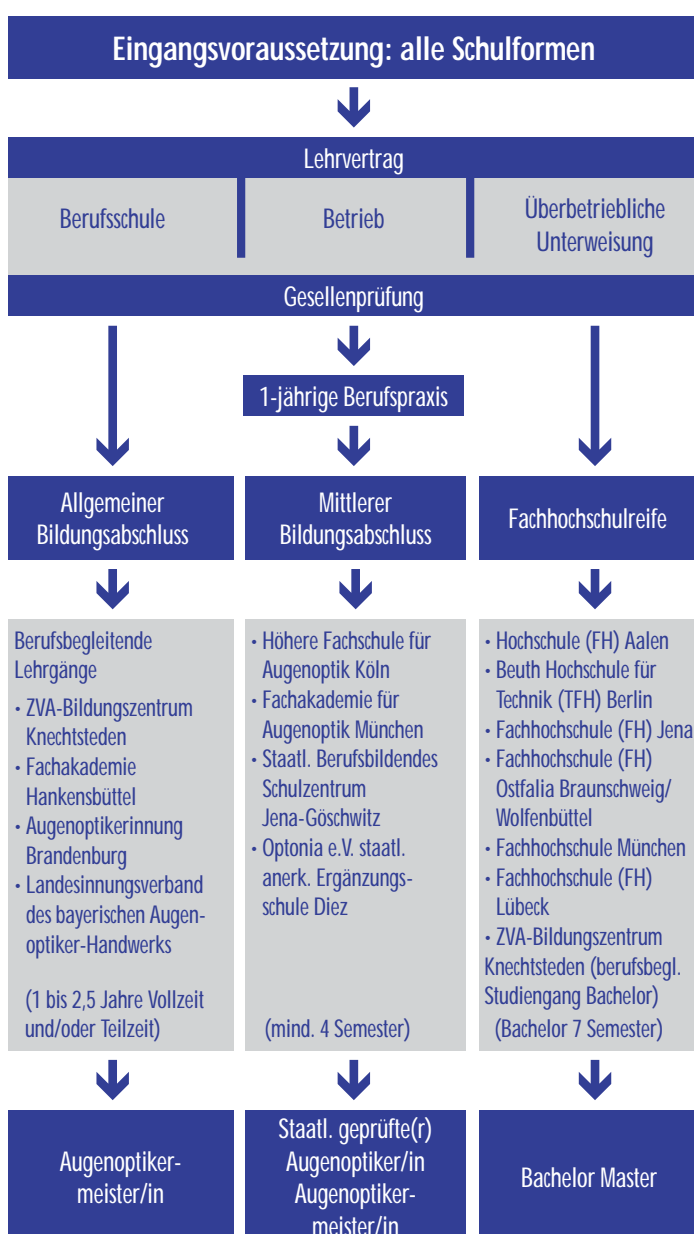 Eingangsvoraussetzung: alle Schulformen
Lehrvertrag
Berufsschule
Betrieb
Überbetriebliche
Unterweisung
Gesellenprüfung
1-jährige Berufspraxis
Allgemeiner
Bildungsabschluss
Mittlerer
Bildungsabschluss
Fachhochschulreife
Berufsbegleitende
Lehrgänge
• ZVA-Bildungszentrum
Knechtsteden
• Fachakademie
Hankensbüttel
• Augenoptikerinnung
Brandenburg
• Landesinnungsverband
des bayerischen Augen-
optiker-Handwerks
(1 bis 2,5 Jahre Vollzeit
und/oder Teilzeit)
• Höhere Fachschule für
Augenoptik Köln
• Fachakademie für
Augenoptik München
• Staatl. Berufsbildendes
Schulzentrum
Jena-Göschwitz
• Optonia e.V. staatl.
anerk. Ergänzungs-
schule Diez
(mind. 4 Semester)
• Hochschule (FH) Aalen
• Beuth Hochschule für
Technik (TFH) Berlin
• Fachhochschule (FH) Jena
• Fachhochschule (FH)
Ostfalia Braunschweig/
Wolfenbüttel
• Fachhochschule München
• Fachhochschule (FH)
Lübeck
• ZVA-Bildungszentrum
Knechtsteden (berufsbegl.
Studiengang Bachelor)
(Bachelor 7 Semester)
Augenoptiker-
meister/in
Staatl. geprüfte(r)
Augenoptiker/in
Augenoptiker-
meister/in
Bachelor Master